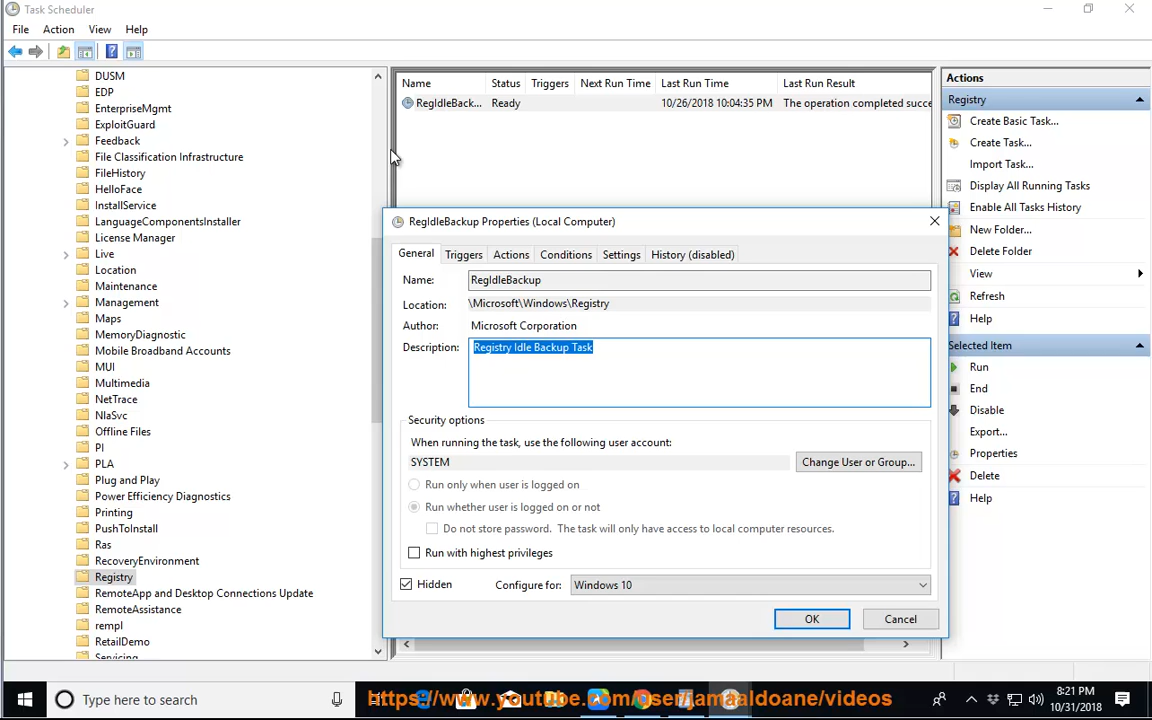 Task Scheduler
File Action View Help
DUSM
EDP
EnterpriseMgmt
ExploitGuard
Feedback
File Classification Infrastructure
FileHistory
HelloFace
InstallService
LanguageComponentsInstaller
License Manager
Live
Location
Maintenance
Management
Maps
MemoryDiagnostic
Mobile Broadband Accounts
MUI
Multimedia
NetTrace
NlaSvc
Offline Files
PI
PLA
Plug and Play
Power Efficiency Diagnostics
Printing
PushToInstall
Ras
RecoveryEnvironment
Registry
RemoteApp and Desktop Connections Update
RemoteAssistance
rempl
RetailDemo
Servicing
Name Status Triggers Next Run Time Last Run Time Last Run Result
RegIdleBack... Ready 10/26/2018 10:04:35 PM The operation completed succe
RegIdleBackup Properties (Local Computer)
General Triggers Actions Conditions Settings History (disabled)
Name: RegIdleBackup
Location: \Microsoft\Windows\Registry
Author: Microsoft Corporation
Description: Registry Idle Backup Task
Security options
When running the task, use the following user account:
SYSTEM Change User or Group...
Run only when user is logged on
Run whether user is logged on or not
Do not store password. The task will only have access to local computer resources.
Run with highest privileges
Hidden Configure for: Windows 10
OK Cancel
Actions
Registry
Create Basic Task...
Create Task...
Import Task...
Display All Running Tasks
Enable All Tasks History
New Folder...
Delete Folder
View
Refresh
Help
Selected Item
Run
End
Disable
Export...
Properties
Delete
Help
Type here to search
https://www.youtube.com/user/jamaaldoane/videos
8:21 PM
10/31/2018